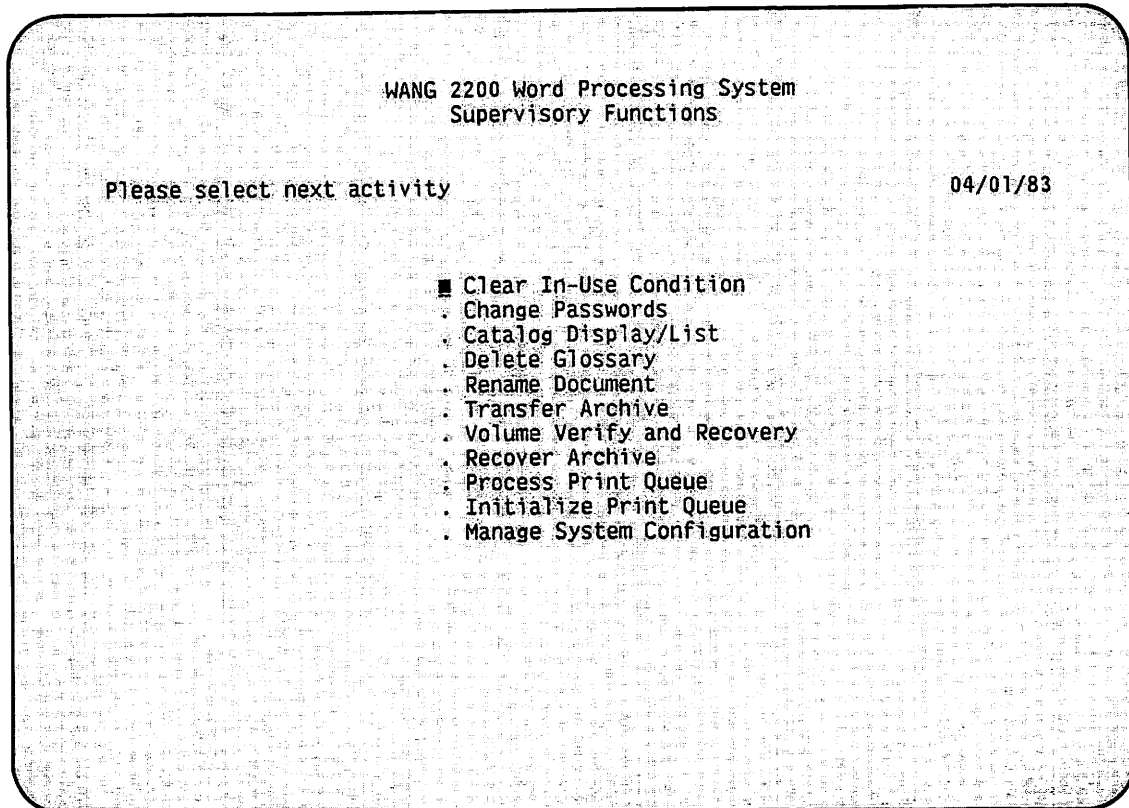 WANG 2200 Word Processing System
Supervisory Functions
Please select next activity 04/01/83
■ Clear In-Use Condition
. Change Passwords
. Catalog Display/List
. Delete Glossary
. Rename Document
. Transfer Archive
. Volume Verify and Recovery
. Recover Archive
. Process Print Queue
. Initialize Print Queue
. Manage System Configuration